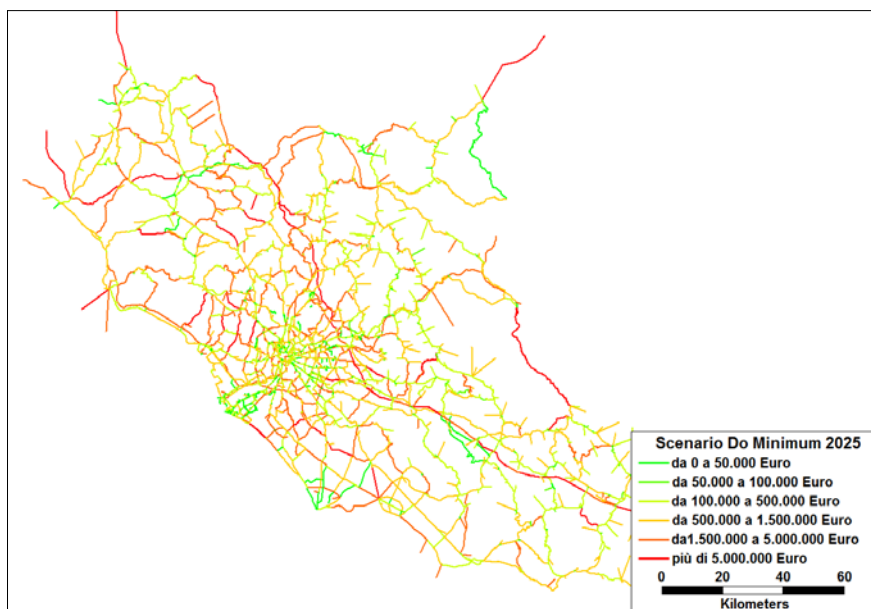 Scenario Do Minimum 2025
da 0 a 50.000 Euro
da 50.000 a 100.000 Euro
da 100.000 a 500.000 Euro
da 500.000 a 1.500.000 Euro
da1.500.000 a 5.000.000 Euro
più di 5.000.000 Euro
0 20 40 60
Kilometers